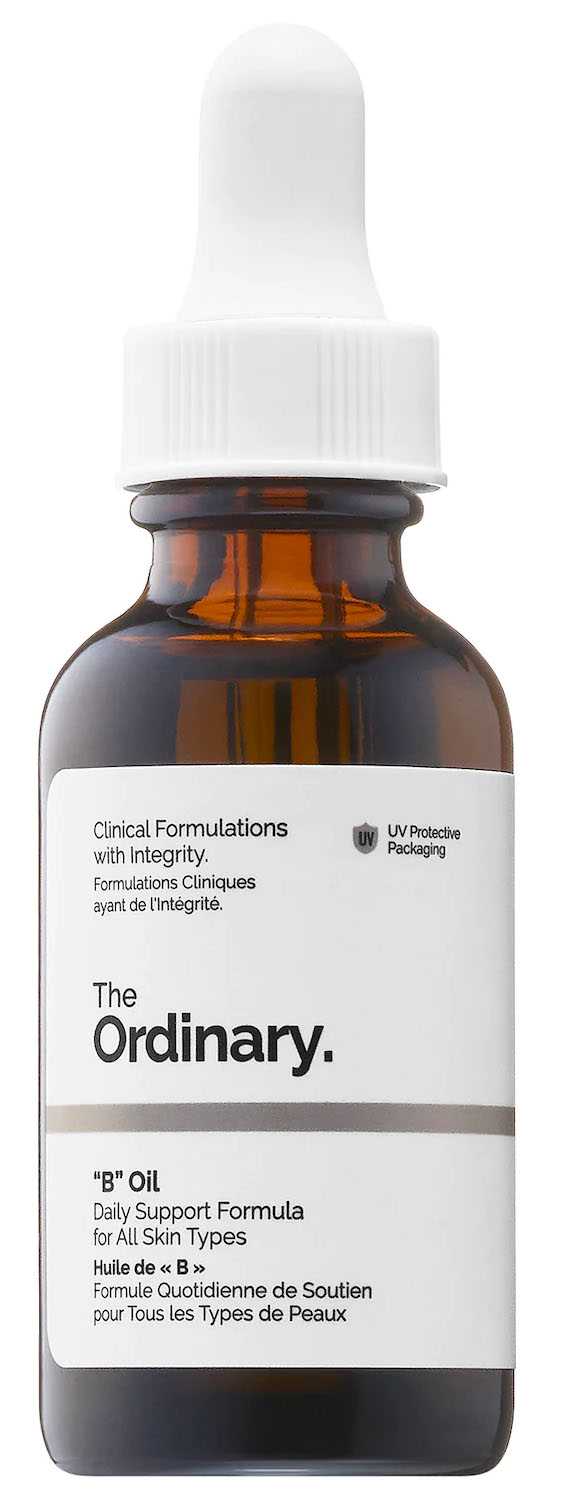 Clinical Formulations
with Integrity.
Formulations Cliniques
ayant de l'Intégrité.
UV
UV Protective
Packaging
The
Ordinary.
“B” Oil
Daily Support Formula
for All Skin Types
Huile de « B »
Formule Quotidienne de Soutien
pour Tous les Types de Peaux